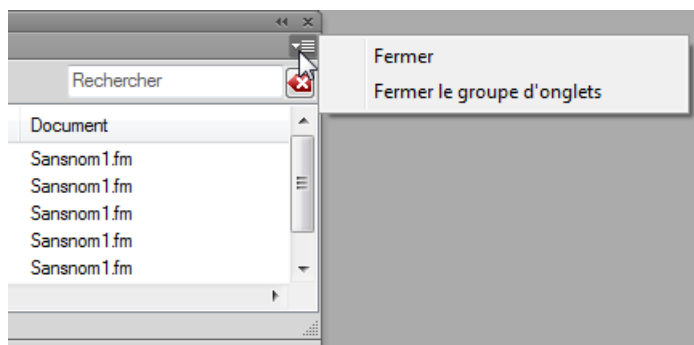 Rechercher
Fermer
Fermer le groupe d'onglets
Document
Sansnom1.fm
Sansnom1.fm
Sansnom1.fm
Sansnom1.fm
Sansnom1.fm